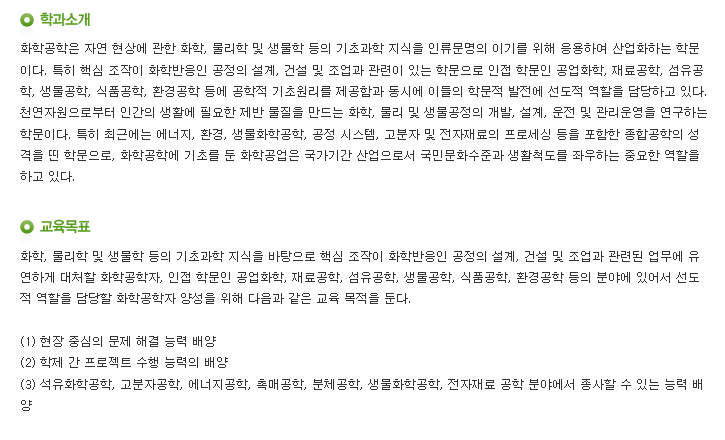 학과소개
화학공학은 자연 현상에 관한 화학, 물리학 및 생물학 등의 기초과학 지식을 인류문명의 이기를 위해 응용하여 산업화하는 학문
이다. 특히 핵심 조작이 화학반응인 공정의 설계, 건설 및 조업과 관련이 있는 학문으로 인접 학문인 공업화학, 재료공학, 섬유공
학, 생물공학, 식품공학, 환경공학 등에 공학적 기초원리를 제공함과 동시에 이들의 학문적 발전에 선도적 역할을 담당하고 있다.
천연자원으로부터 인간의 생활에 필요한 제반 물질을 만드는 화학, 물리 및 생물공정의 개발, 설계, 운전 및 관리운영을 연구하는
학문이다. 특히 최근에는 에너지, 환경, 생물화학공학, 공정 시스템, 고분자 및 전자재료의 프로세싱 등을 포함한 종합공학의 성
격을 띤 학문으로, 화학공학에 기초를 둔 화학공업은 국가기간 산업으로서 국민문화수준과 생활척도를 좌우하는 중요한 역할을
하고 있다.
교육목표
화학, 물리학 및 생물학 등의 기초과학 지식을 바탕으로 핵심 조작이 화학반응인 공정의 설계, 건설 및 조업과 관련된 업무에 유
연하게 대처할 화학공학자, 인접 학문인 공업화학, 재료공학, 섬유공학, 생물공학, 식품공학, 환경공학 등의 분야에 있어서 선도
적 역할을 담당할 화학공학자 양성을 위해 다음과 같은 교육 목적을 둔다.
(1) 현장 중심의 문제 해결 능력 배양
(2) 학제 간 프로젝트 수행 능력의 배양
(3) 석유화학공학, 고분자공학, 에너지공학, 촉매공학, 분체공학, 생물화학공학, 전자재료 공학 분야에서 종사할 수 있는 능력 배
양